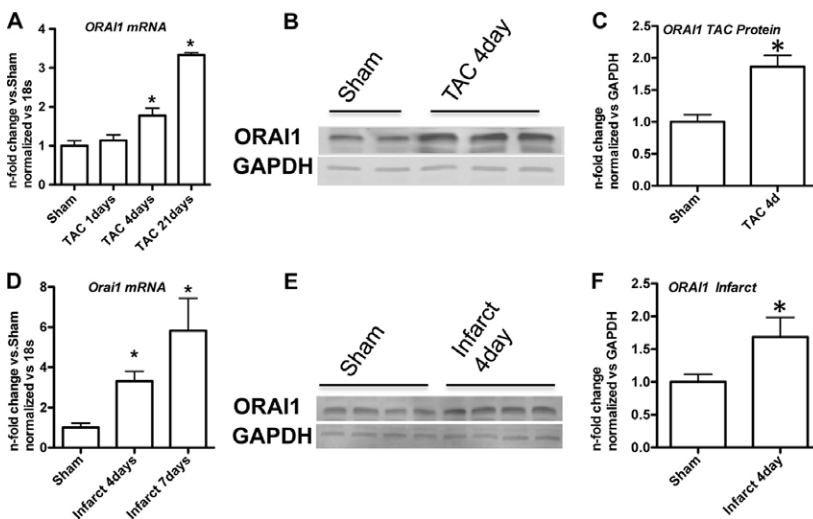 A
ORAI1 mRNA
n-fold change vs.Sham
normalized vs 18s
4
3
2
1
0
*
*
Sham
TAC 1days
TAC 4days
TAC 21days
B
Sham
TAC 4day
ORAI1
GAPDH
C
ORAI1 TAC Protein
n-fold change
normalized vs GAPDH
2.5
2.0
1.5
1.0
0.5
0.0
*
Sham
TAC 4d
D
Orai1 mRNA
n-fold change vs.Sham
normalized vs 18s
8
6
4
2
0
*
*
Sham
Infarct 4days
Infarct 7days
E
Sham
Infarct
4day
ORAI1
GAPDH
F
ORAI1 Infarct
n-fold change
normalized vs GAPDH
2.5
2.0
1.5
1.0
0.5
0.0
*
Sham
Infarct 4day